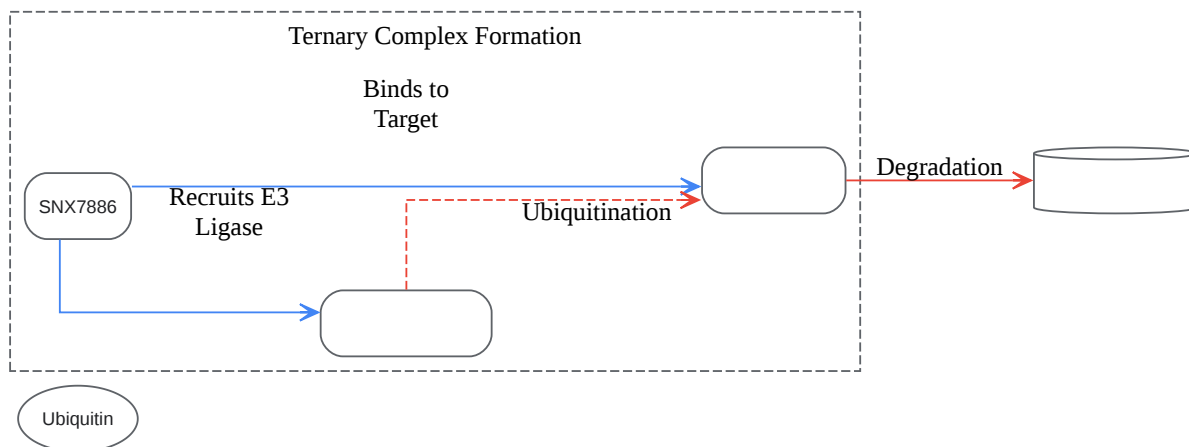 Ternary Complex Formation
Binds to
Target
Degradation
SNX7886
Recruits E3
Ligase
Ubiquitination
Ubiquitin